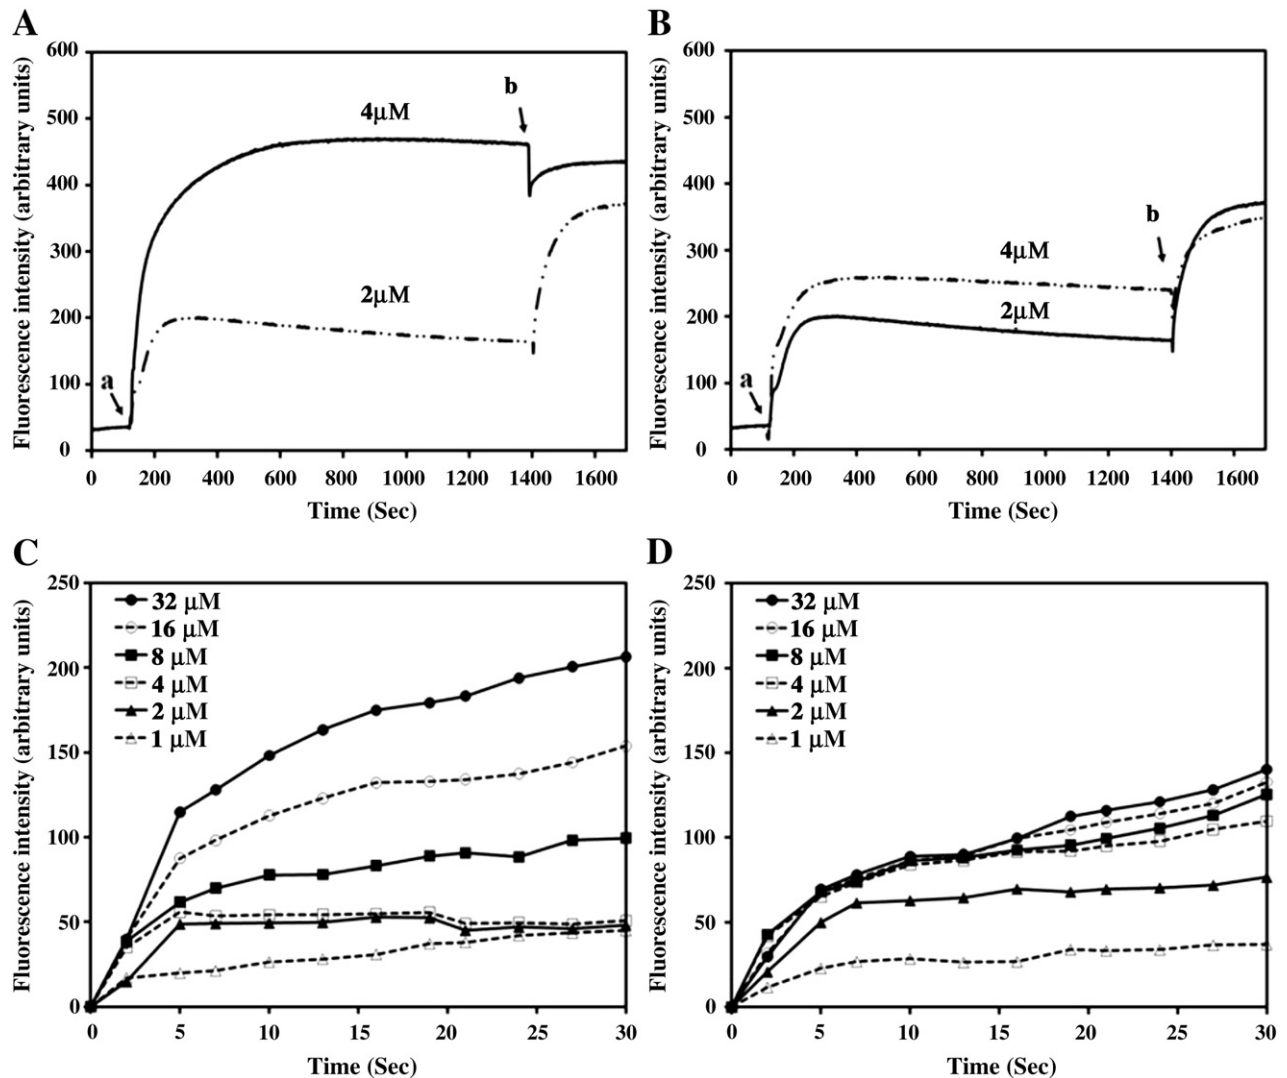 A
Fluorescence intensity (arbitrary units)
600
500
400
300
200
100
0
4μM
2μM
a
b
0 200 400 600 800 1000 1200 1400 1600
Time (Sec)
B
Fluorescence intensity (arbitrary units)
600
500
400
300
200
100
0
4μM
2μM
a
b
0 200 400 600 800 1000 1200 1400 1600
Time (Sec)
C
Fluorescence intensity (arbitrary units)
250
200
150
100
50
0
32 μM
16 μM
8 μM
4 μM
2 μM
1 μM
0 5 10 15 20 25 30
Time (Sec)
D
Fluorescence intensity (arbitrary units)
250
200
150
100
50
0
32 μM
16 μM
8 μM
4 μM
2 μM
1 μM
0 5 10 15 20 25 30
Time (Sec)